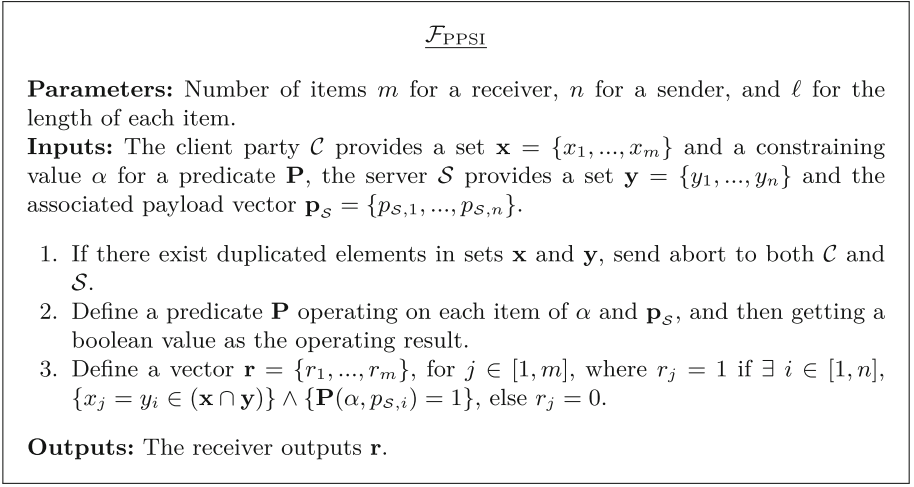 𝓕PPSI
Parameters: Number of items m for a receiver, n for a sender, and ℓ for the
length of each item.
Inputs: The client party 𝒞 provides a set x = {x₁, ..., xₘ} and a constraining
value α for a predicate P, the server 𝒮 provides a set y = {y₁, ..., yₙ} and the
associated payload vector p_𝒮 = {p_𝒮,₁, ..., p_𝒮,ₙ}.
1. If there exist duplicated elements in sets x and y, send abort to both 𝒞 and
𝒮.
2. Define a predicate P operating on each item of α and p_𝒮, and then getting a
boolean value as the operating result.
3. Define a vector r = {r₁, ..., rₘ}, for j ∈ [1, m], where rⱼ = 1 if ∃ i ∈ [1, n],
{xⱼ = yᵢ ∈ (x ∩ y)} ∧ {P(α, p_𝒮,ᵢ) = 1}, else rⱼ = 0.
Outputs: The receiver outputs r.